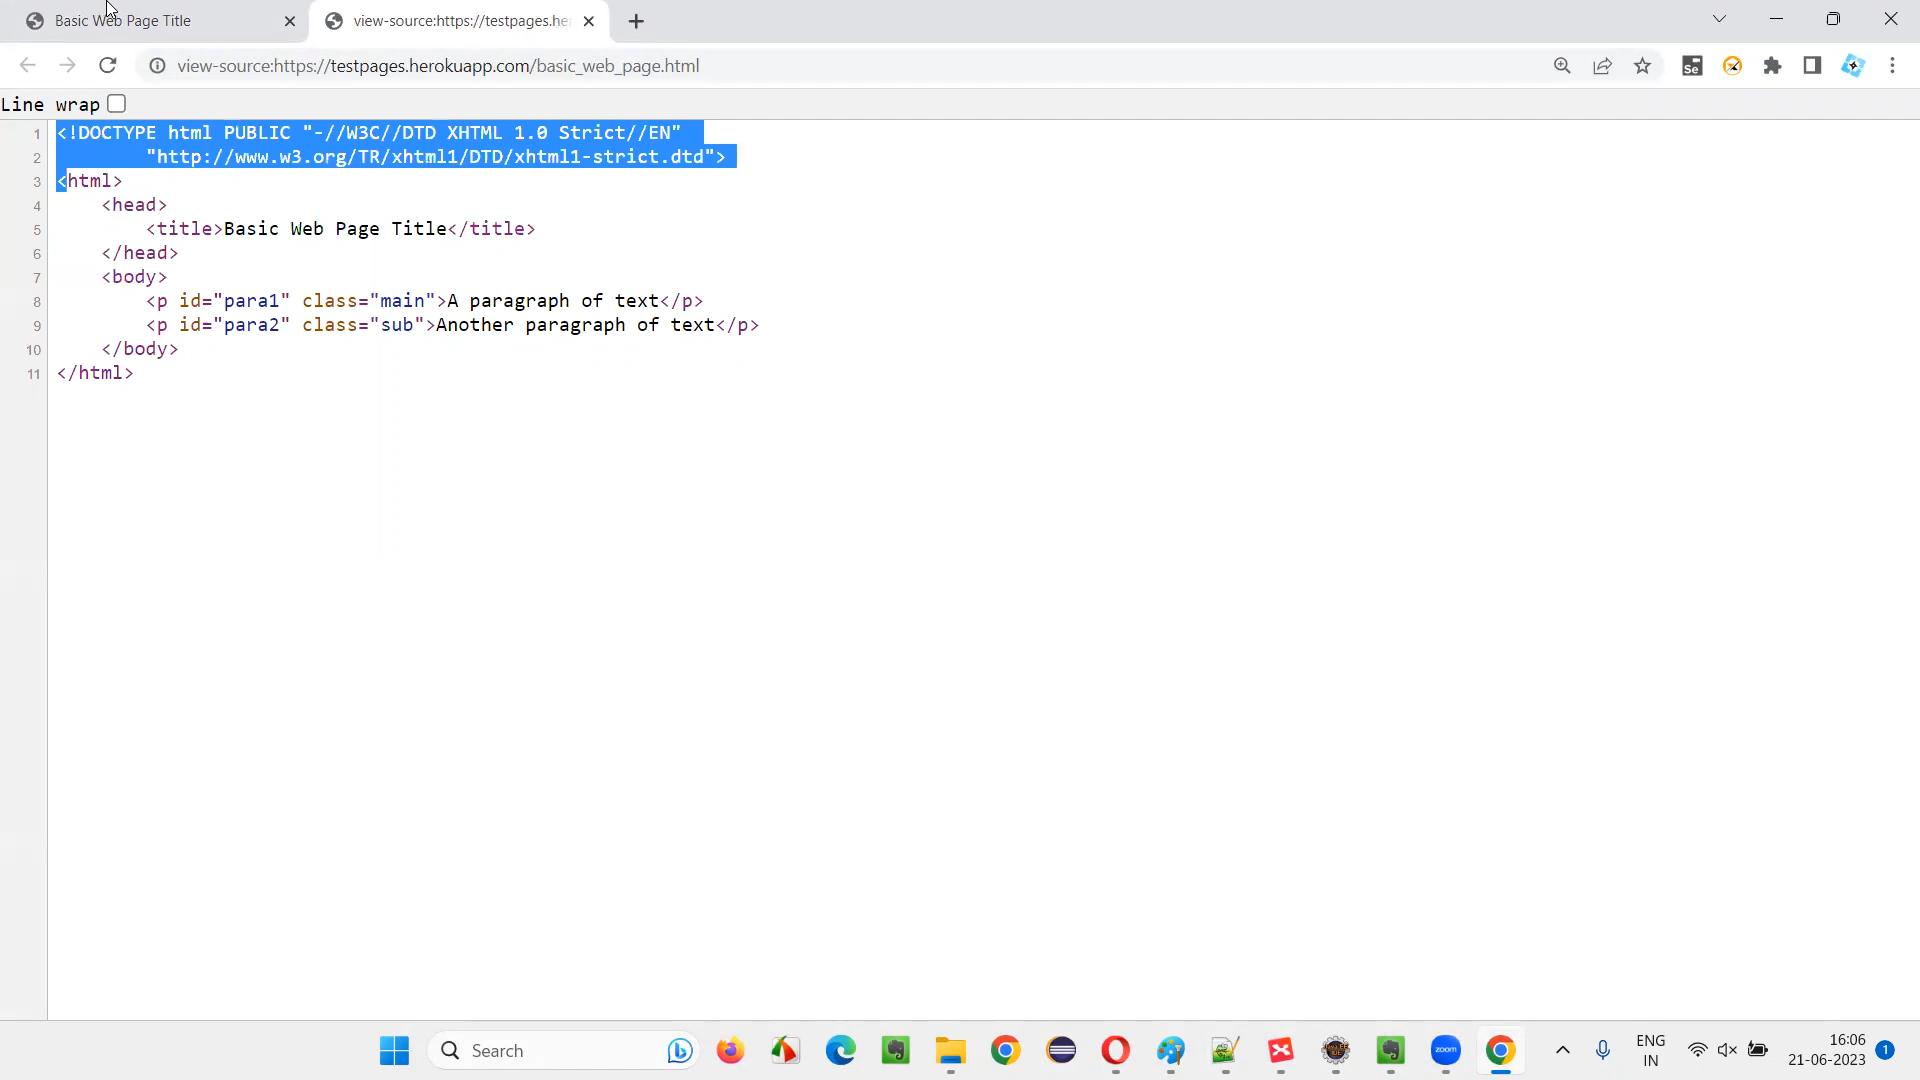 Basic Web Page Title
view-source:https://testpages.he
view-source:https://testpages.herokuapp.com/basic_web_page.html
Line wrap
1 <!DOCTYPE html PUBLIC "-//W3C//DTD XHTML 1.0 Strict//EN"
2 "http://www.w3.org/TR/xhtml1/DTD/xhtml1-strict.dtd">
3 <html>
4 <head>
5 <title>Basic Web Page Title</title>
6 </head>
7 <body>
8 <p id="para1" class="main">A paragraph of text</p>
9 <p id="para2" class="sub">Another paragraph of text</p>
10 </body>
11 </html>
Search
zoom
ENG
IN
16:06
21-06-2023
1
Se